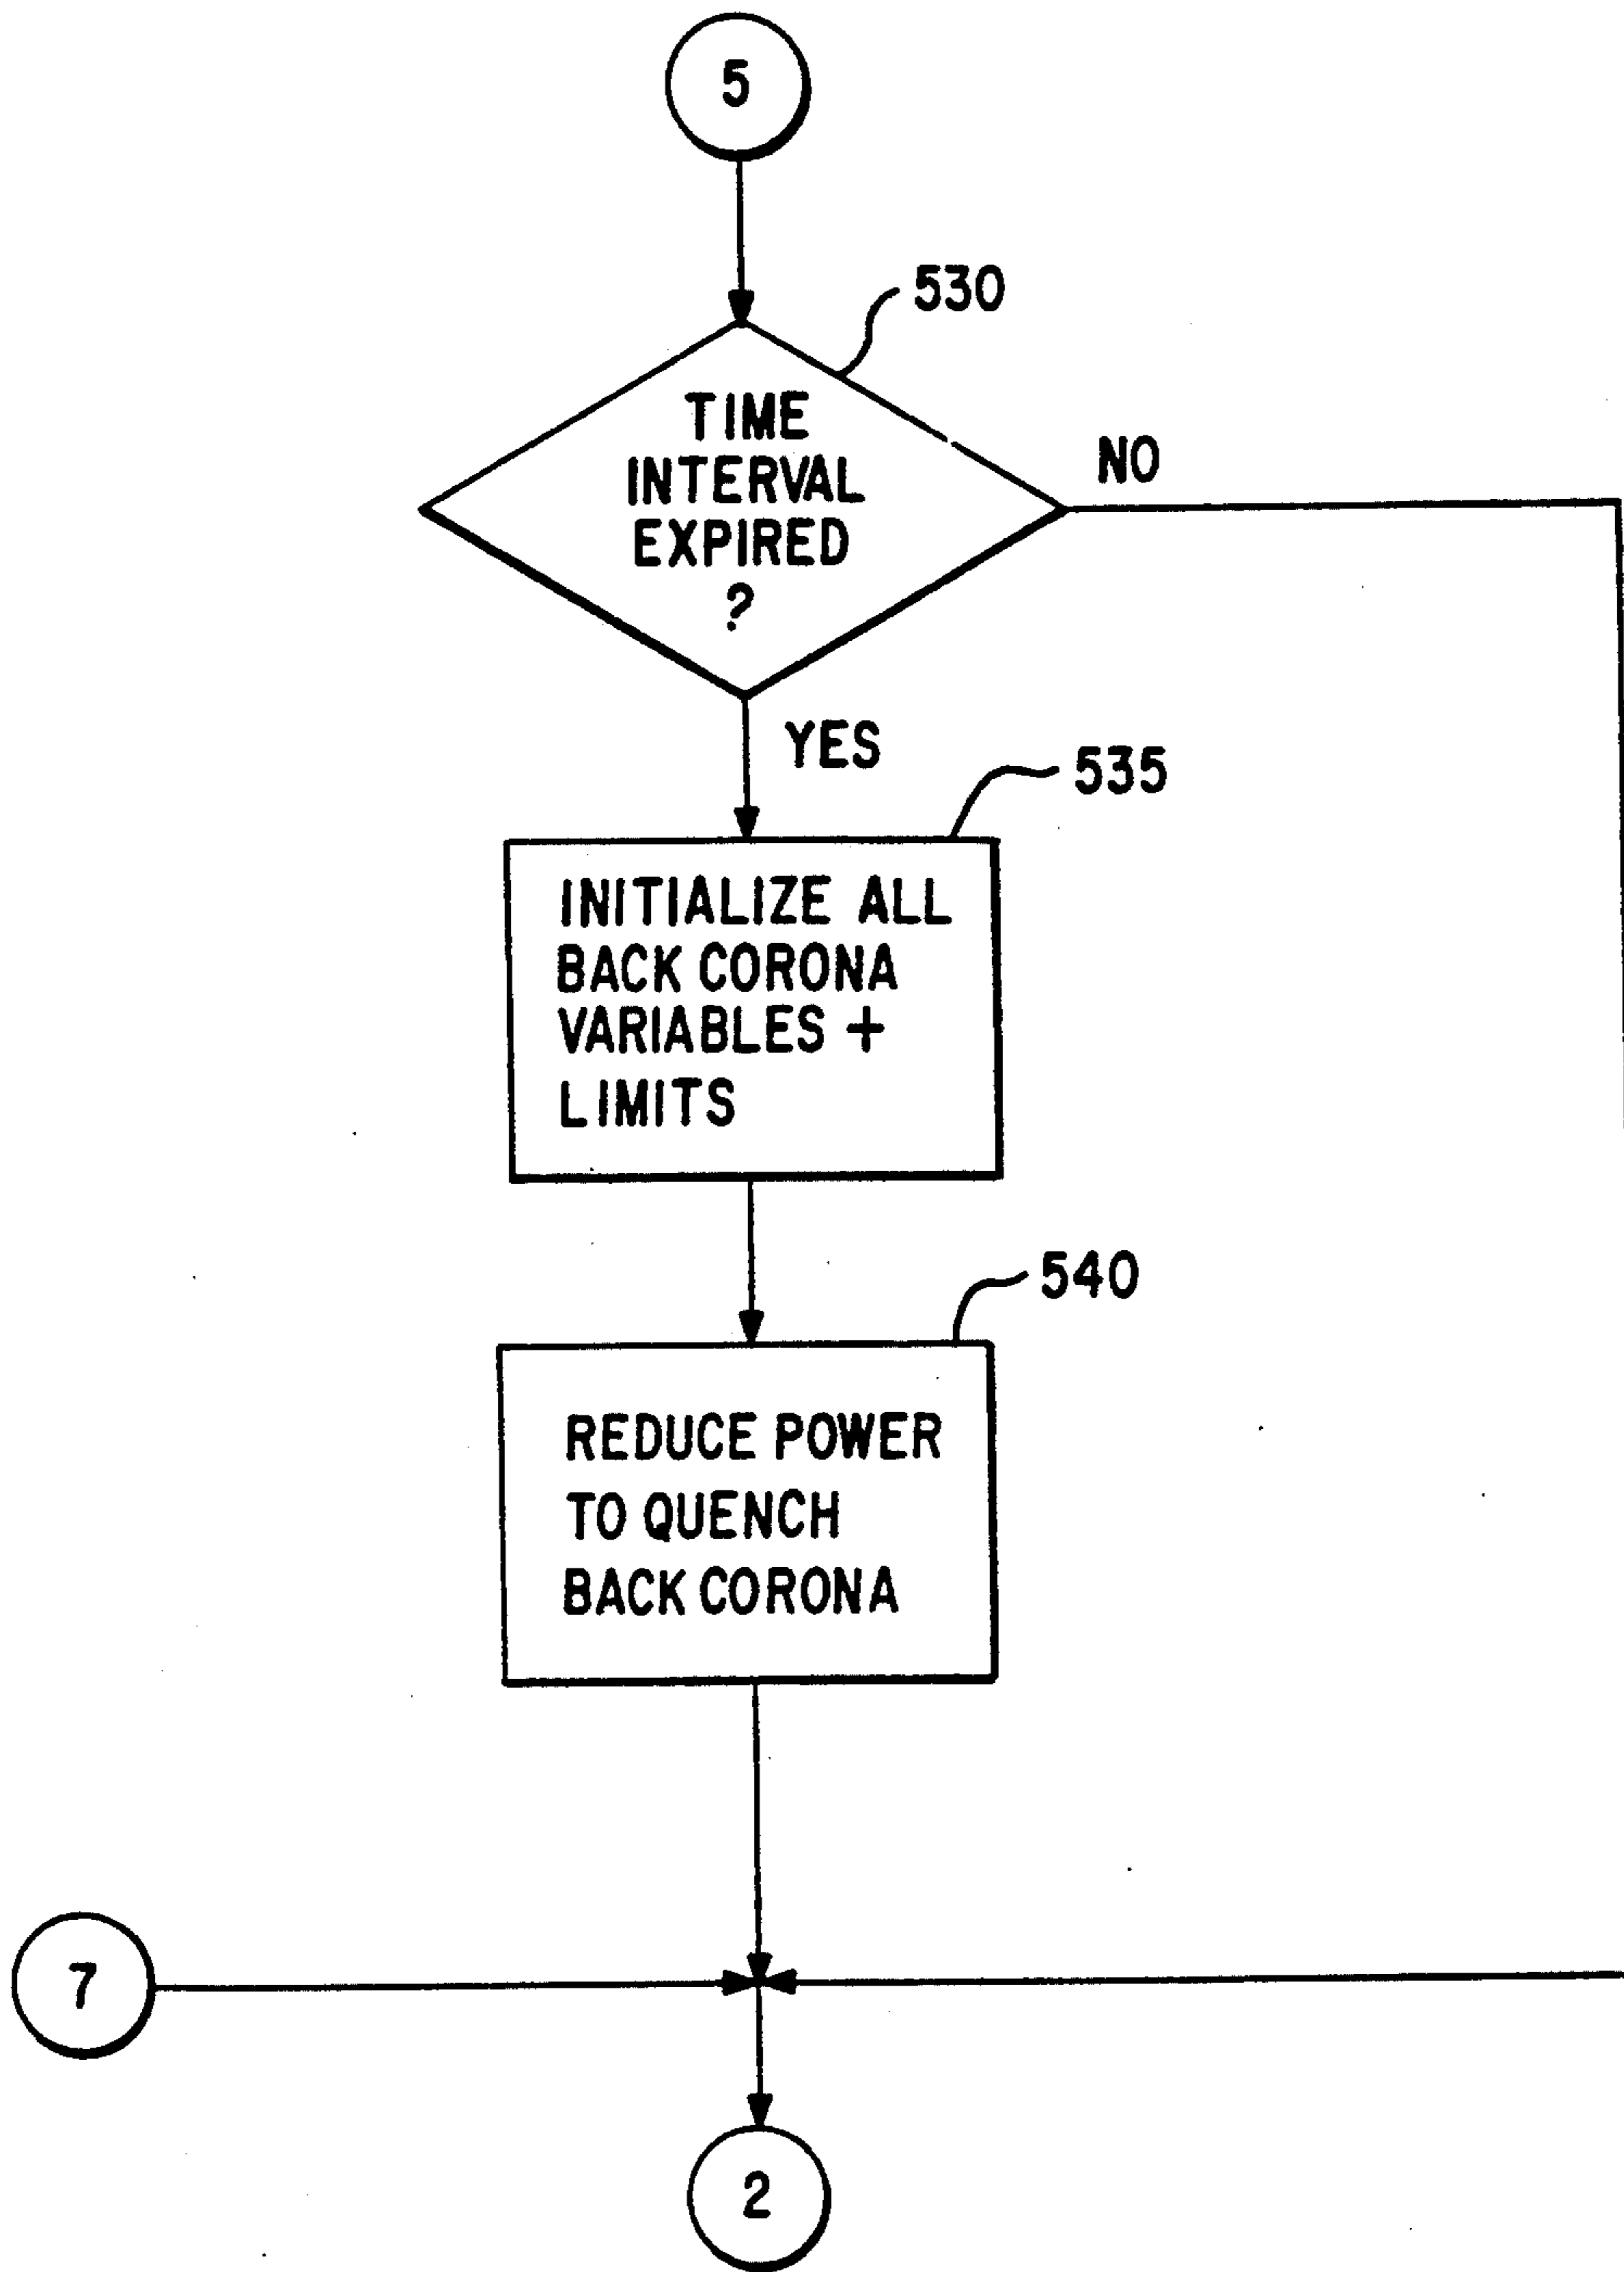 5
530
TIME
INTERVAL
EXPIRED
?
NO
YES
535
INITIALIZE ALL
BACK CORONA
VARIABLES +
LIMITS
540
REDUCE POWER
TO QUENCH
BACK CORONA
7
2